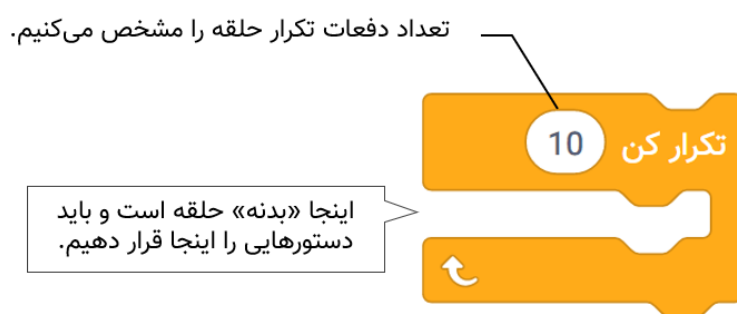 تعداد دفعات تکرار حلقه را مشخص می‌کنیم.
تکرار کن 10
اینجا «بدنه» حلقه است و باید
دستورهایی را اینجا قرار دهیم.